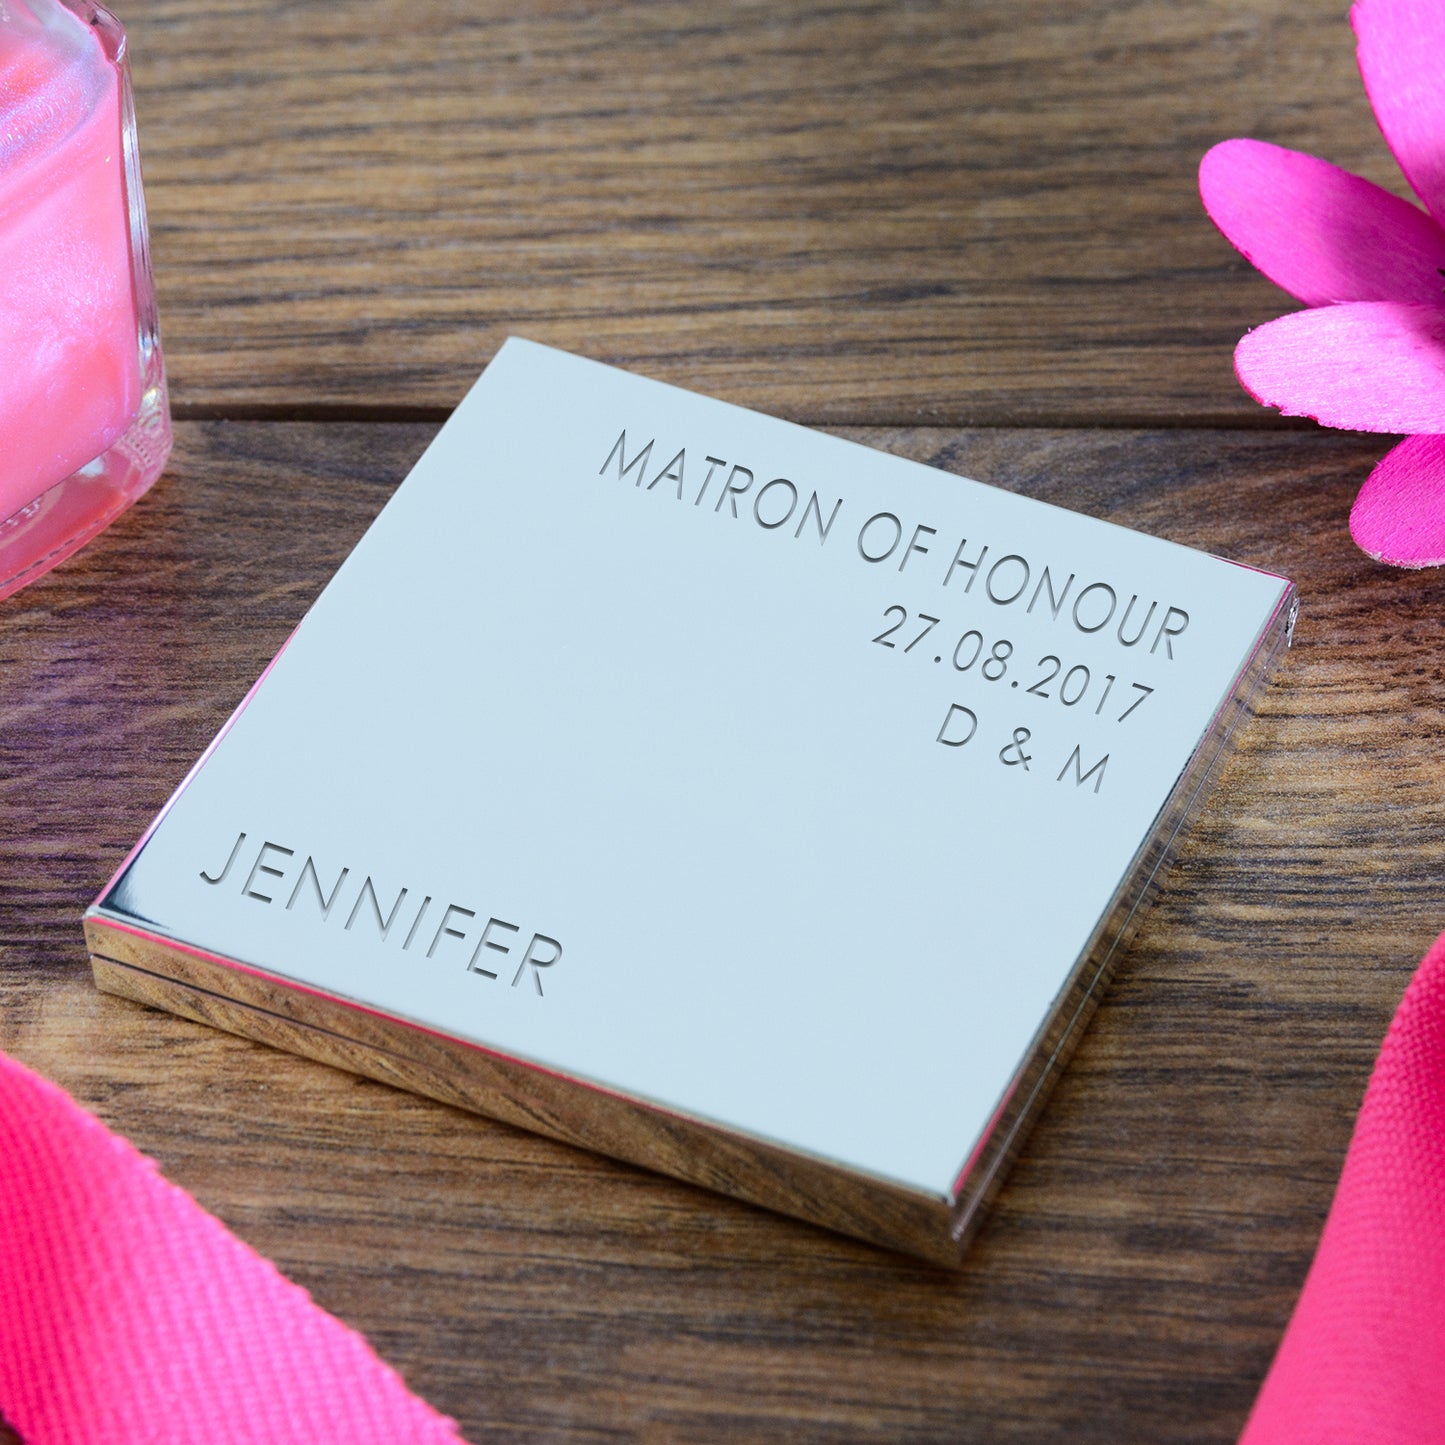 MATRON OF HONOUR
27.08.2017
D & M
JENNIFER